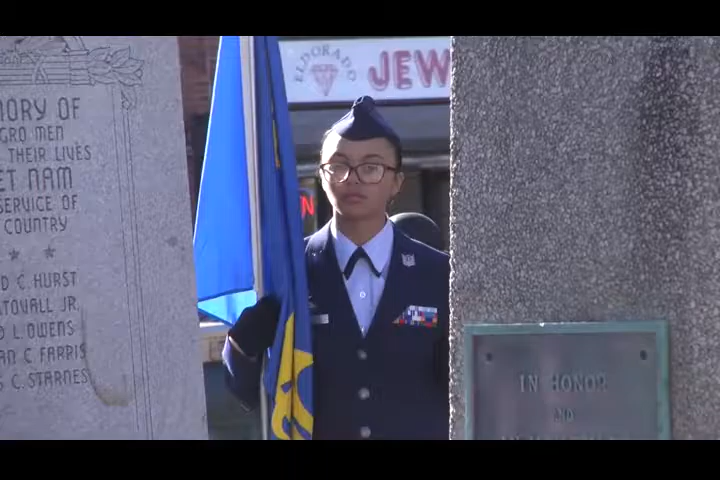 ELDORADO
JEW
MORY OF
GRO MEN
THEIR LIVES
ET NAM
SERVICE OF
COUNTRY
D C. HURST
TOVALL JR.
D L. OWENS
AN C. FARRIS
S C. STARNES
IN HONOR
AND